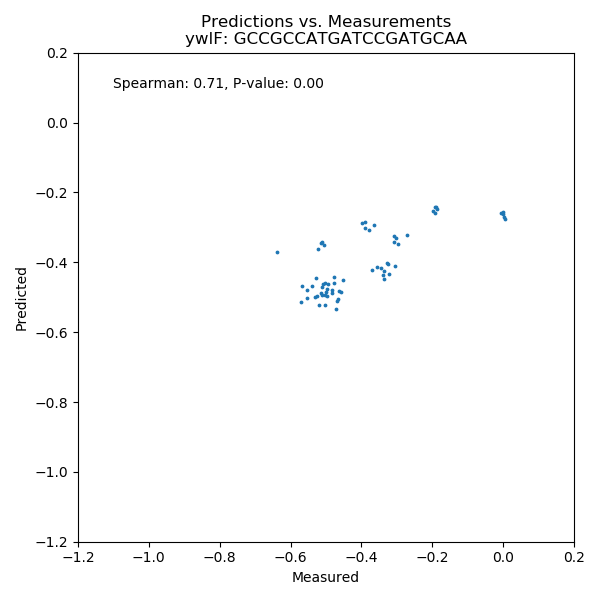 Predictions vs. Measurements
ywlF: GCCGCCATGATCCGATGCAA
Spearman: 0.71, P-value: 0.00
0.2
0.0
−0.2
−0.4
−0.6
−0.8
−1.0
−1.2
Predicted
−1.2 −1.0 −0.8 −0.6 −0.4 −0.2 0.0 0.2
Measured